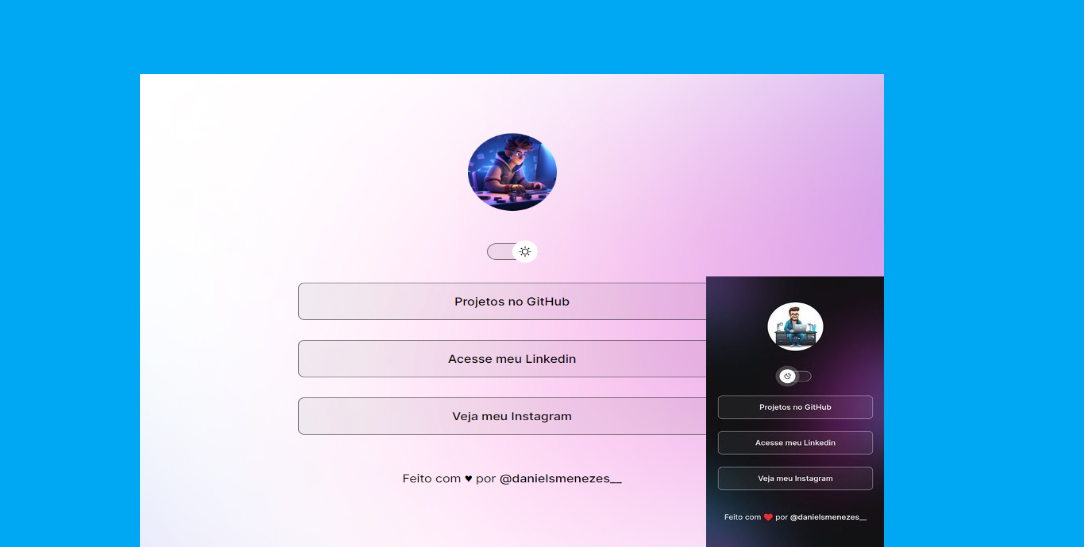 Projetos no GitHub
Acesse meu Linkedin
Veja meu Instagram
Feito com ♥ por @danielsmenezes__
Projetos no GitHub
Acesse meu Linkedin
Veja meu Instagram
Feito com ❤️ por @danielsmenezes__